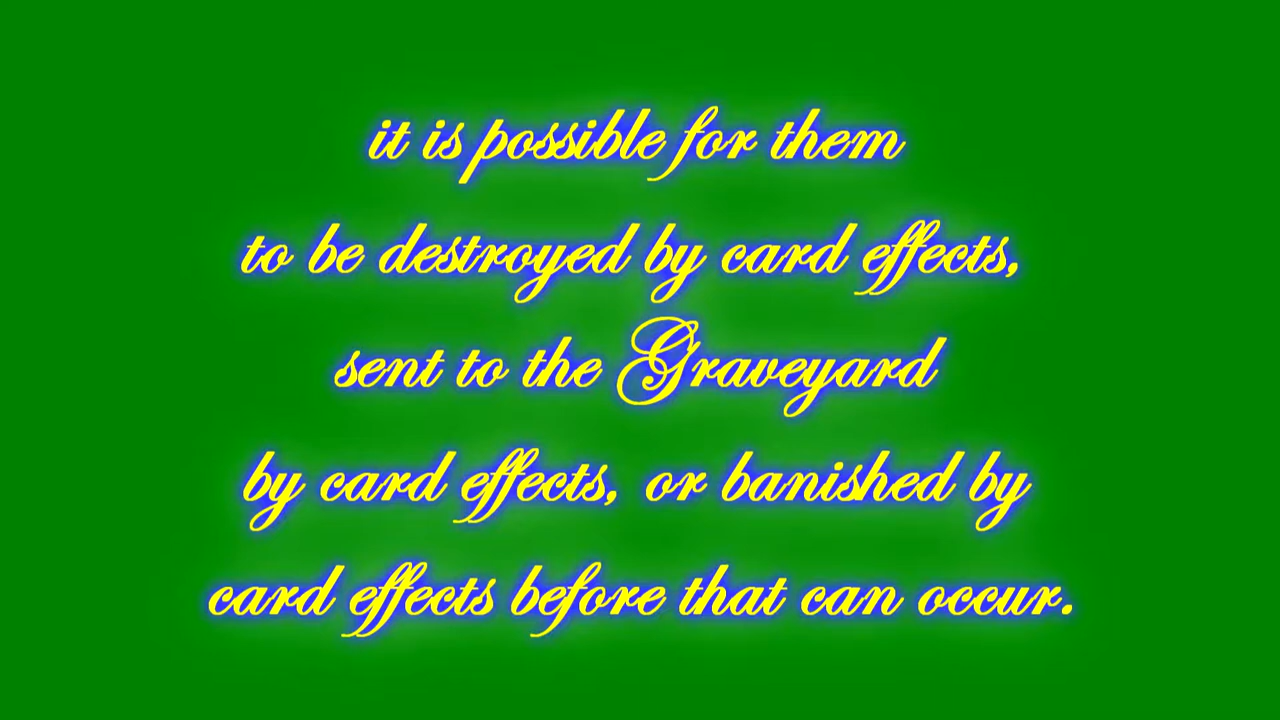 it is possible for them
to be destroyed by card effects,
sent to the Graveyard
by card effects, or banished by
card effects before that can occur.